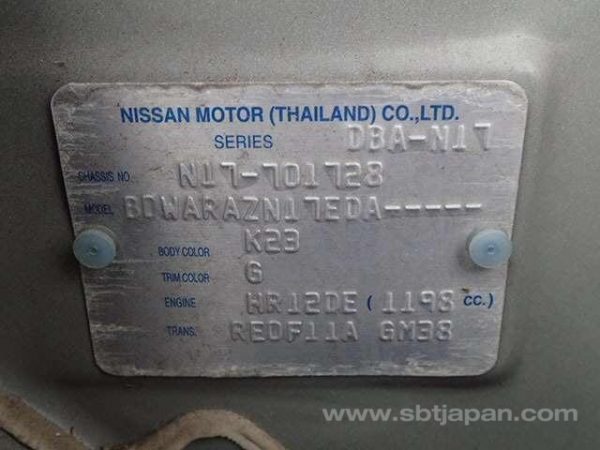 NISSAN MOTOR (THAILAND) CO.,LTD.
SERIES DBA-N17
CHASSIS NO. N17-701728
MODEL BDWARAZN17EDA-----
BODY COLOR K23
TRIM COLOR G
ENGINE HR12DE ( 1198 CC.)
TRANS. RE0F11A GM38
www.sbtjapan.com